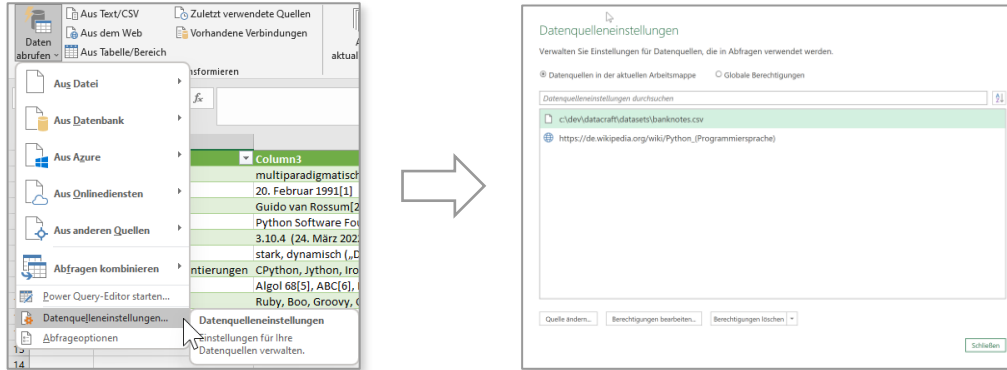 Aus Text/CSV
Zuletzt verwendete Quellen
Daten abrufen
Aus dem Web
Vorhandene Verbindungen
Aus Tabelle/Bereich
aktual
nsformieren
Aus Datei
fx
Aus Datenbank
Aus Azure
Column3
multiparadigmatisch
20. Februar 1991[1]
Aus Onlinediensten
Guido van Rossum[2
Python Software Fou
Aus anderen Quellen
3.10.4 (24. März 202
stark, dynamisch („D
Abfragen kombinieren
ntierungen
CPython, Jython, Iro
Algol 68[5], ABC[6],
Power Query-Editor starten...
Ruby, Boo, Groovy,
Datenquelleneinstellungen...
Datenquelleneinstellungen
Abfrageoptionen
Einstellungen für Ihre
Datenquellen verwalten.
14
Datenquelleneinstellungen
Verwalten Sie Einstellungen für Datenquellen, die in Abfragen verwendet werden.
Datenquellen in der aktuellen Arbeitsmappe
Globale Berechtigungen
Datenquelleneinstellungen durchsuchen
c:\dev\datacraft\datasets\banknotes.csv
https://de.wikipedia.org/wiki/Python_(Programmiersprache)
Quelle ändern...
Berechtigungen bearbeiten...
Berechtigungen löschen
Schließen